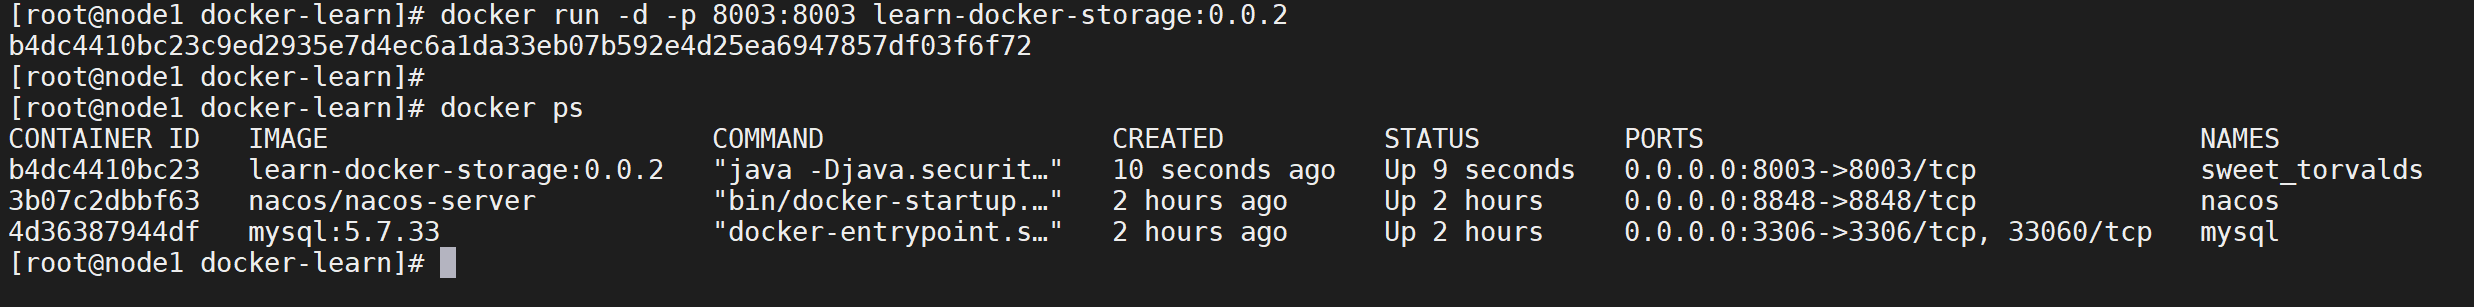 [root@node1 docker-learn]# docker run -d -p 8003:8003 learn-docker-storage:0.0.2
b4dc4410bc23c9ed2935e7d4ec6a1da33eb07b592e4d25ea6947857df03f6f72
[root@node1 docker-learn]#
[root@node1 docker-learn]# docker ps
CONTAINER ID   IMAGE                        COMMAND                  CREATED          STATUS         PORTS                               NAMES
b4dc4410bc23   learn-docker-storage:0.0.2   "java -Djava.securit…"   10 seconds ago   Up 9 seconds   0.0.0.0:8003->8003/tcp              sweet_torvalds
3b07c2dbbf63   nacos/nacos-server           "bin/docker-startup.…"   2 hours ago      Up 2 hours     0.0.0.0:8848->8848/tcp              nacos
4d36387944df   mysql:5.7.33                 "docker-entrypoint.s…"   2 hours ago      Up 2 hours     0.0.0.0:3306->3306/tcp, 33060/tcp   mysql
[root@node1 docker-learn]#